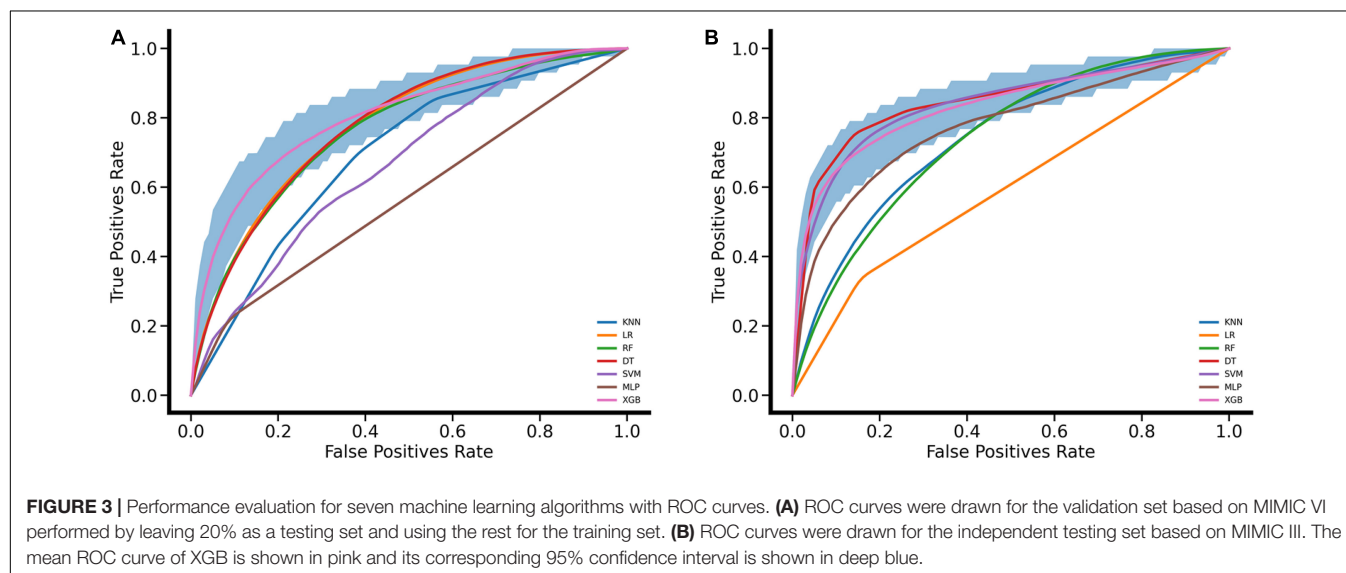 A
True Positives Rate
1.0
0.8
0.6
0.4
0.2
0.0
KNN
LR
RF
DT
SVM
MLP
XGB
0.0 0.2 0.4 0.6 0.8 1.0
False Positives Rate
B
True Positives Rate
1.0
0.8
0.6
0.4
0.2
0.0
KNN
LR
RF
DT
SVM
MLP
XGB
0.0 0.2 0.4 0.6 0.8 1.0
False Positives Rate
FIGURE 3 | Performance evaluation for seven machine learning algorithms with ROC curves. (A) ROC curves were drawn for the validation set based on MIMIC VI
performed by leaving 20% as a testing set and using the rest for the training set. (B) ROC curves were drawn for the independent testing set based on MIMIC III. The
mean ROC curve of XGB is shown in pink and its corresponding 95% confidence interval is shown in deep blue.